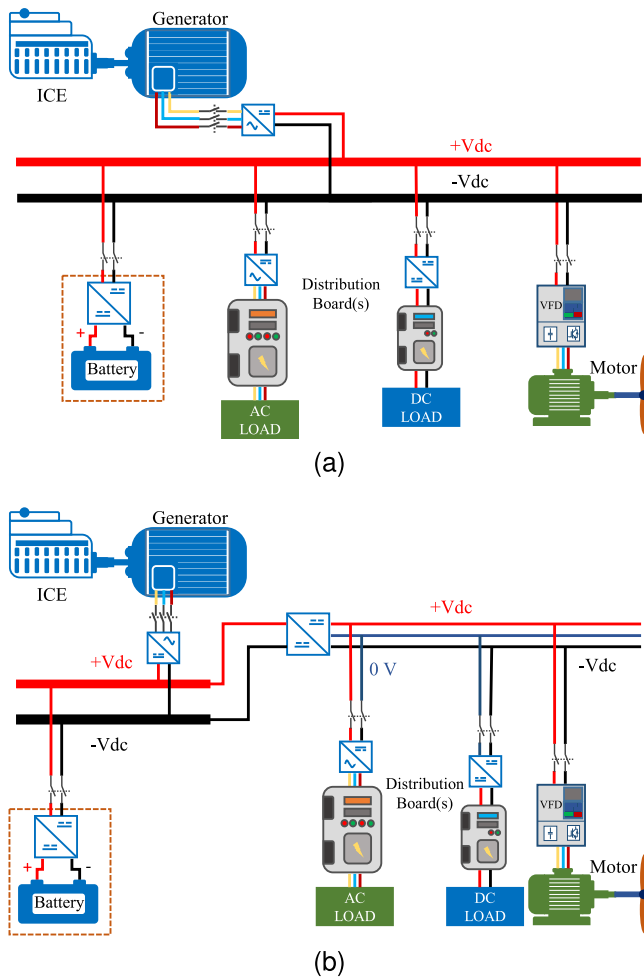 Generator
ICE
+Vdc
-Vdc
Distribution
Board(s)
VFD
+
-
Battery
Motor
AC
LOAD
DC
LOAD
(a)
Generator
ICE
+Vdc
+Vdc
0 V
-Vdc
-Vdc
Distribution
Board(s)
VFD
+
-
Battery
Motor
AC
LOAD
DC
LOAD
(b)